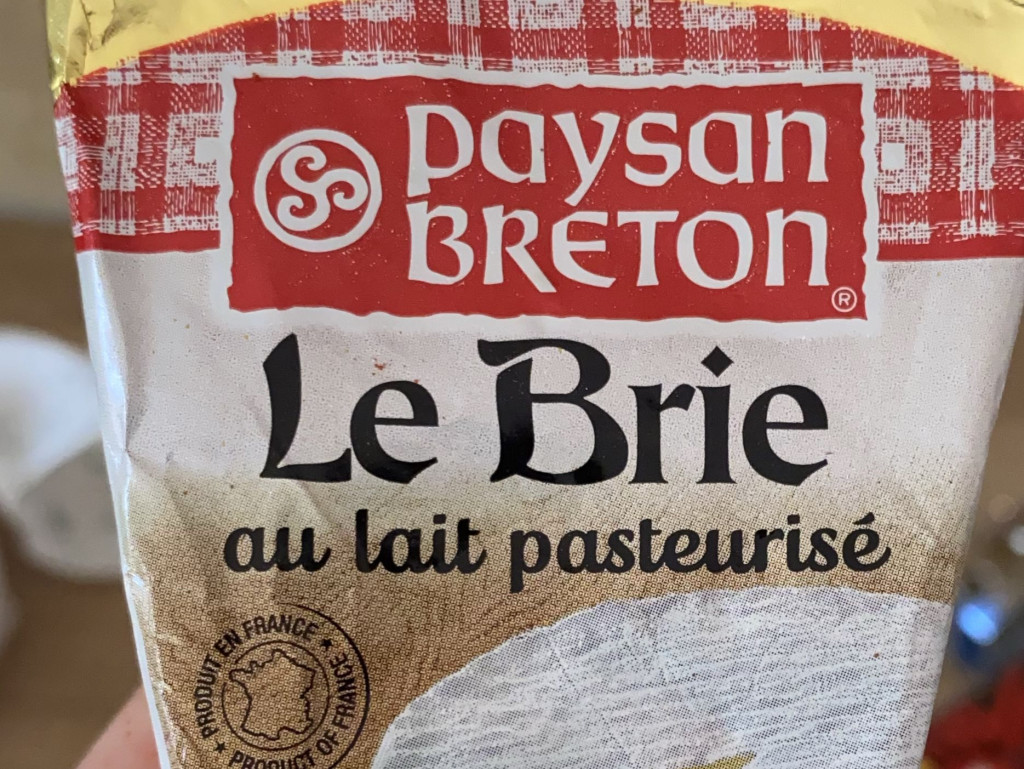 paysan
BRETON
®
Le Brie
au lait pasteurisé
PRODUIT EN FRANCE ★
PRODUCT OF FRANCE ★